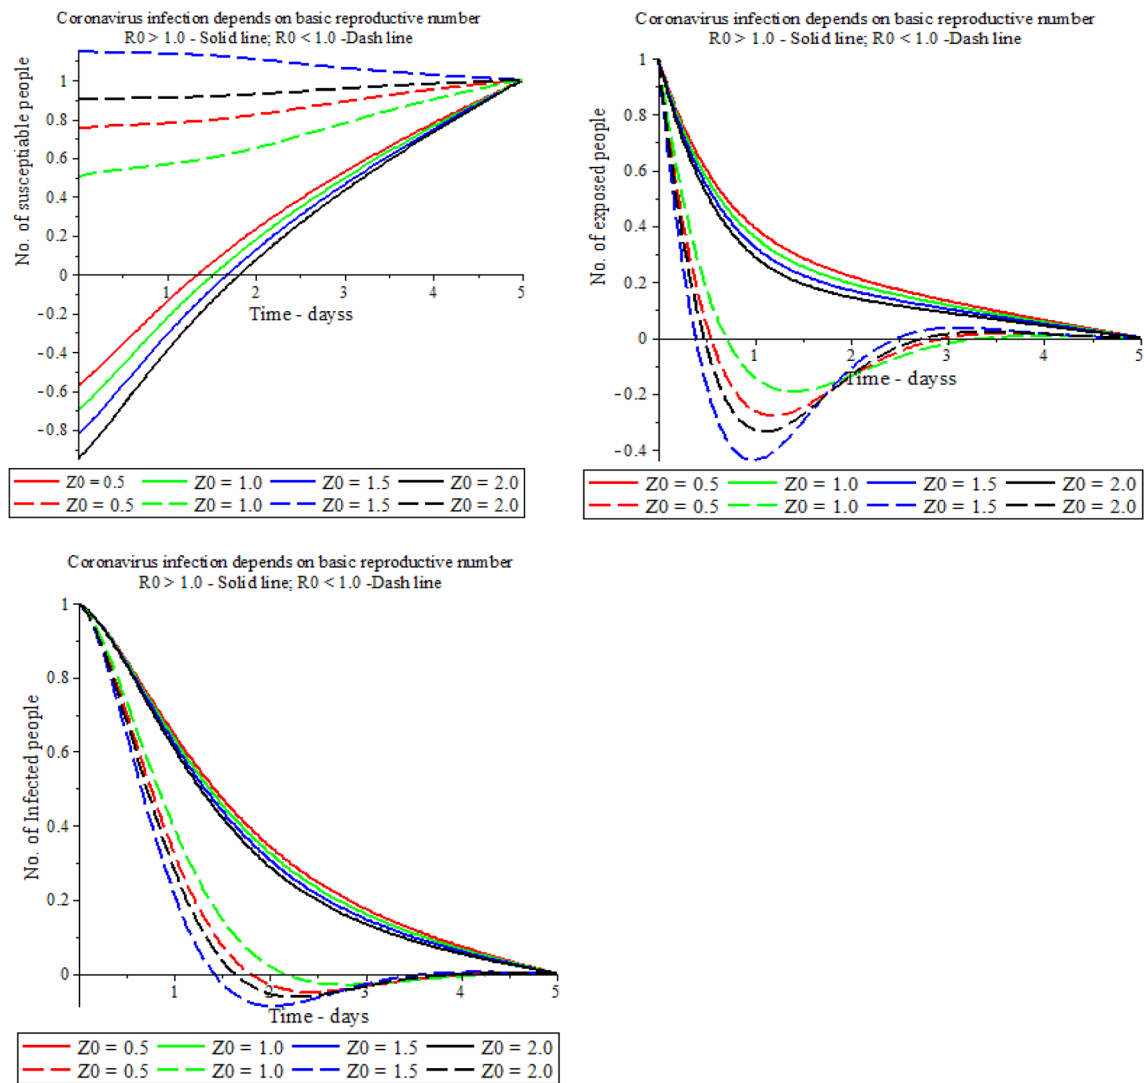 Coronavirus infection depends on basic reproductive number
R0 > 1.0 - Solid line; R0 < 1.0 -Dash line
No. of susceptiable people
1
0.8
0.6
0.4
0.2
0
-0.2
-0.4
-0.6
-0.8
1
2
3
4
5
Time - dayss
Z0 = 0.5 Z0 = 1.0 Z0 = 1.5 Z0 = 2.0
Z0 = 0.5 Z0 = 1.0 Z0 = 1.5 Z0 = 2.0
Coronavirus infection depends on basic reproductive number
R0 > 1.0 - Solid line; R0 < 1.0 -Dash line
No. of exposed people
1
0.8
0.6
0.4
0.2
0
-0.2
-0.4
1
2
3
4
5
Time - dayss
Z0 = 0.5 Z0 = 1.0 Z0 = 1.5 Z0 = 2.0
Z0 = 0.5 Z0 = 1.0 Z0 = 1.5 Z0 = 2.0
Coronavirus infection depends on basic reproductive number
R0 > 1.0 - Solid line; R0 < 1.0 -Dash line
No. of Infected people
1
0.8
0.6
0.4
0.2
0
1
2
3
4
5
Time - days
Z0 = 0.5 Z0 = 1.0 Z0 = 1.5 Z0 = 2.0
Z0 = 0.5 Z0 = 1.0 Z0 = 1.5 Z0 = 2.0